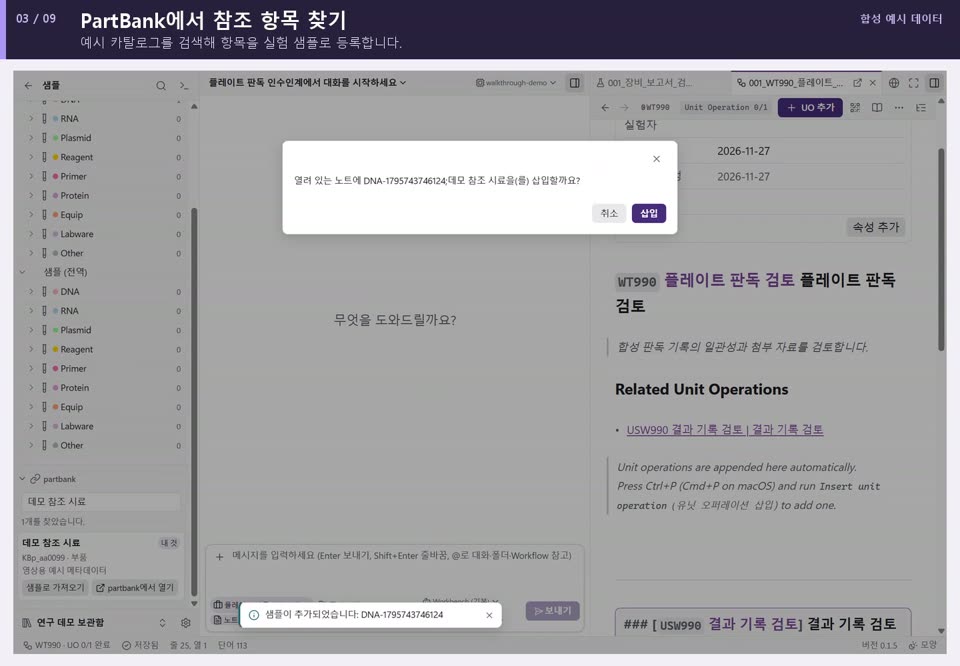 03 / 09
PartBank에서 참조 항목 찾기
합성 예시 데이터
예시 카탈로그를 검색해 항목을 실험 샘플로 등록합니다.
샘플
플레이트 판독 인수인계에서 대화를 시작하세요
walkthrough-demo
001_장비_보고서_검...
001_WT990_플레이트_...
WT990
Unit Operation 0/1
UO 추가
DNA
RNA 0
Plasmid 0
Reagent 0
Primer 0
Protein 0
Equip 0
Labware 0
Other 0
샘플 (전역)
DNA 0
RNA 0
Plasmid 0
Reagent 0
Primer 0
Protein 0
Equip 0
Labware 0
Other 0
partbank
데모 참조 시료
1개를 찾았습니다.
데모 참조 시료
내 것
KBp_aa0099 · 부품
영상용 예시 메타데이터
샘플로 가져오기
partbank에서 열기
연구 데모 보관함
열려 있는 노트에 DNA-1795743746124;데모 참조 시료을(를) 삽입할까요?
취소
삽입
무엇을 도와드릴까요?
메시지를 입력하세요 (Enter 보내기, Shift+Enter 줄바꿈, @로 대화·폴더·Workflow 참고)
보내기
샘플이 추가되었습니다: DNA-1795743746124
실험자
2026-11-27
2026-11-27
속성 추가
WT990 플레이트 판독 검토 플레이트 판독
검토
합성 판독 기록의 일관성과 첨부 자료를 검토합니다.
Related Unit Operations
• USW990 결과 기록 검토 | 결과 기록 검토
Unit operations are appended here automatically.
Press Ctrl+P (Cmd+P on macOS) and run Insert unit
operation (유닛 오퍼레이션 삽입) to add one.
### [ USW990 결과 기록 검토] 결과 기록 검토
WT990 · UO 0/1 완료
저장됨
줄 25, 열 1
단어 113
버전 0.1.5
모양